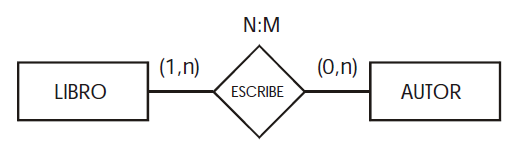 N:M
(1,n)
(0,n)
LIBRO
ESCRIBE
AUTOR